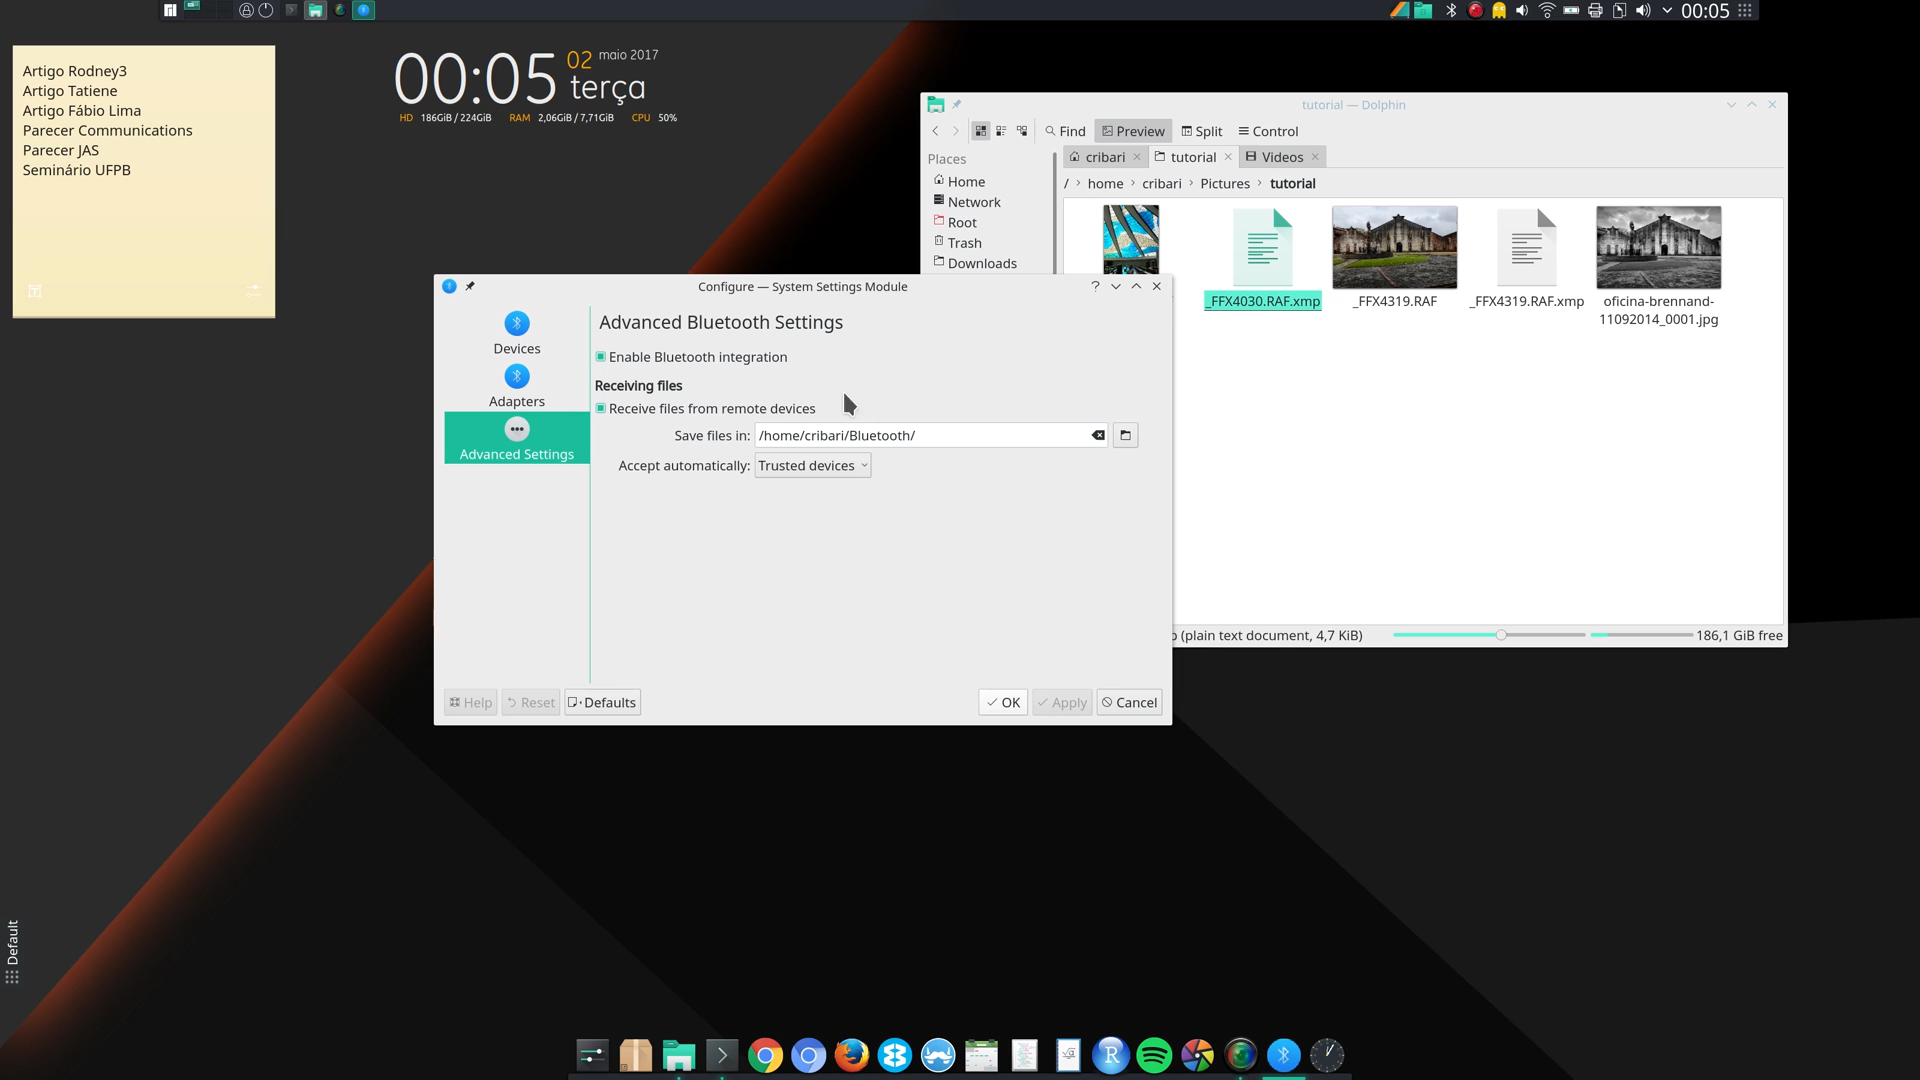 00:05
Artigo Rodney3
Artigo Tatiene
Artigo Fábio Lima
Parecer Communications
Parecer JAS
Seminário UFPB
00:05 02 maio 2017
terça
HD 186GiB / 224GiB RAM 2,06GiB / 7,71GiB CPU 50%
tutorial — Dolphin
Find Preview Split Control
cribari tutorial Videos
/ > home > cribari > Pictures > tutorial
Places
Home
Network
Root
Trash
Downloads
_FFX4030.RAF.xmp
_FFX4319.RAF
_FFX4319.RAF.xmp
oficina-brennand-
11092014_0001.jpg
(plain text document, 4,7 KiB)
186,1 GiB free
Configure — System Settings Module
Devices
Adapters
Advanced Settings
Advanced Bluetooth Settings
Enable Bluetooth integration
Receiving files
Receive files from remote devices
Save files in: /home/cribari/Bluetooth/
Accept automatically: Trusted devices
Help Reset Defaults OK Apply Cancel
Default